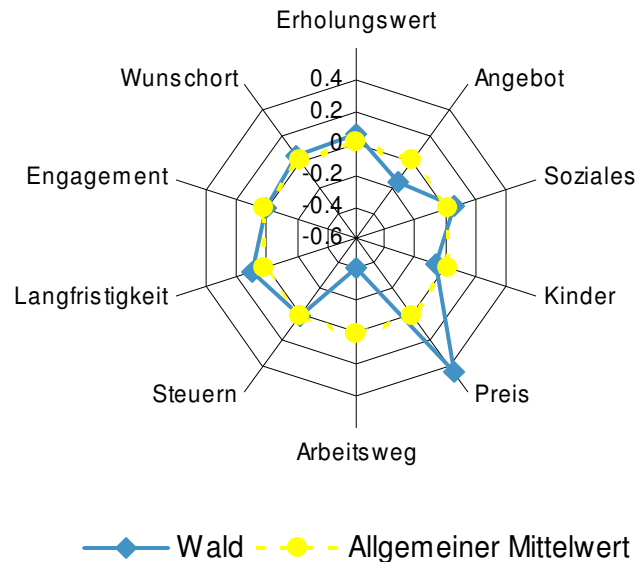 Erholungswert
Wunschort
Angebot
0.4
0.2
0
-0.2
-0.4
-0.6
Engagement
Soziales
Langfristigkeit
Kinder
Steuern
Preis
Arbeitsweg
Wald
Allgemeiner Mittelwert